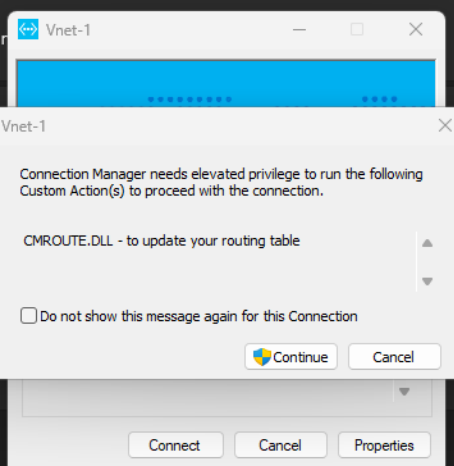 Vnet-1
Vnet-1
Connection Manager needs elevated privilege to run the following
Custom Action(s) to proceed with the connection.
CMROUTE.DLL - to update your routing table
Do not show this message again for this Connection
Continue
Cancel
Connect
Cancel
Properties